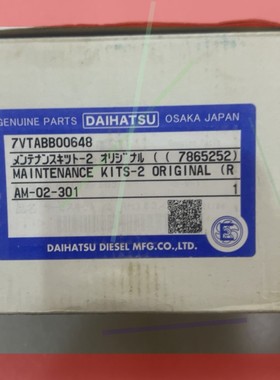 GENUINE PARTS DAIHATSU OSAKA JAPAN
7VTABB00648
メンテナンスキット-2 オリジナル (( 7865252)
MAINTENANCE KITS-2 ORIGINAL (R
AM-02-301 1
E
DAIHATSU DIESEL MFG.CO.,LTD.